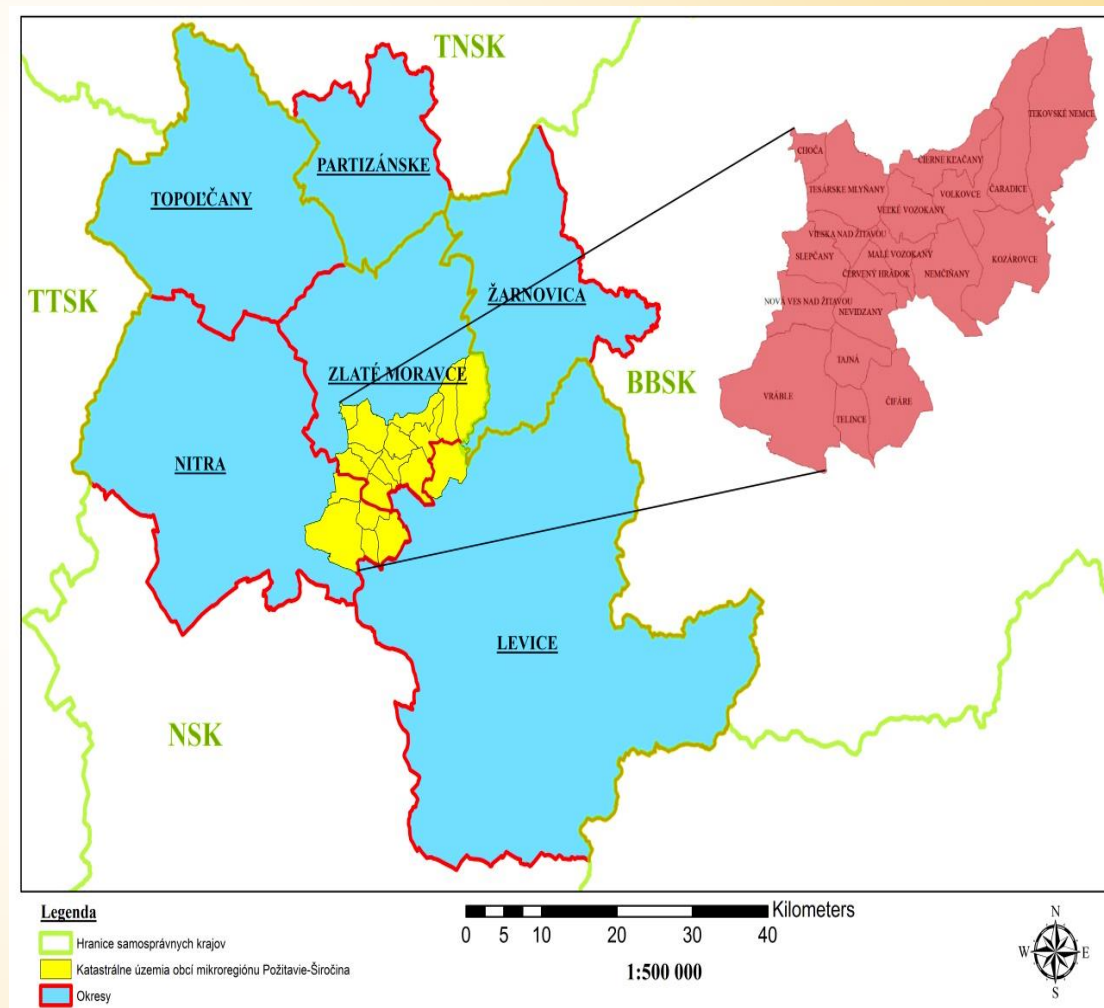 TNSK
PARTIZÁNSKE
TOPOĽČANY
TTSK
ŽARNOVICA
ZLATÉ MORAVCE
BBSK
NITRA
LEVICE
NSK
TEKOVSKÉ NEMCE
CHOČA
ČIERNE KĽAČANY
TESÁRSKE MLYŇANY
VOLKOVCE
ČARADICE
VEĽKÉ VOZOKANY
VIESKA NAD ŽITAVOU
SLEPČANY
MALÉ VOZOKANY
KOZÁROVCE
ČERVENÝ HRÁDOK
NEMČIŇANY
NOVÁ VES NAD ŽITAVOU
NEVIDZANY
TAJNÁ
VRÁBLE
ČIFÁRE
TELINCE
Legenda
Hranice samosprávnych krajov
Katastrálne územia obcí mikroregiónu Požitavie-Širočina
Okresy
Kilometers
0 5 10 20 30 40
1:500 000
N
W E
S